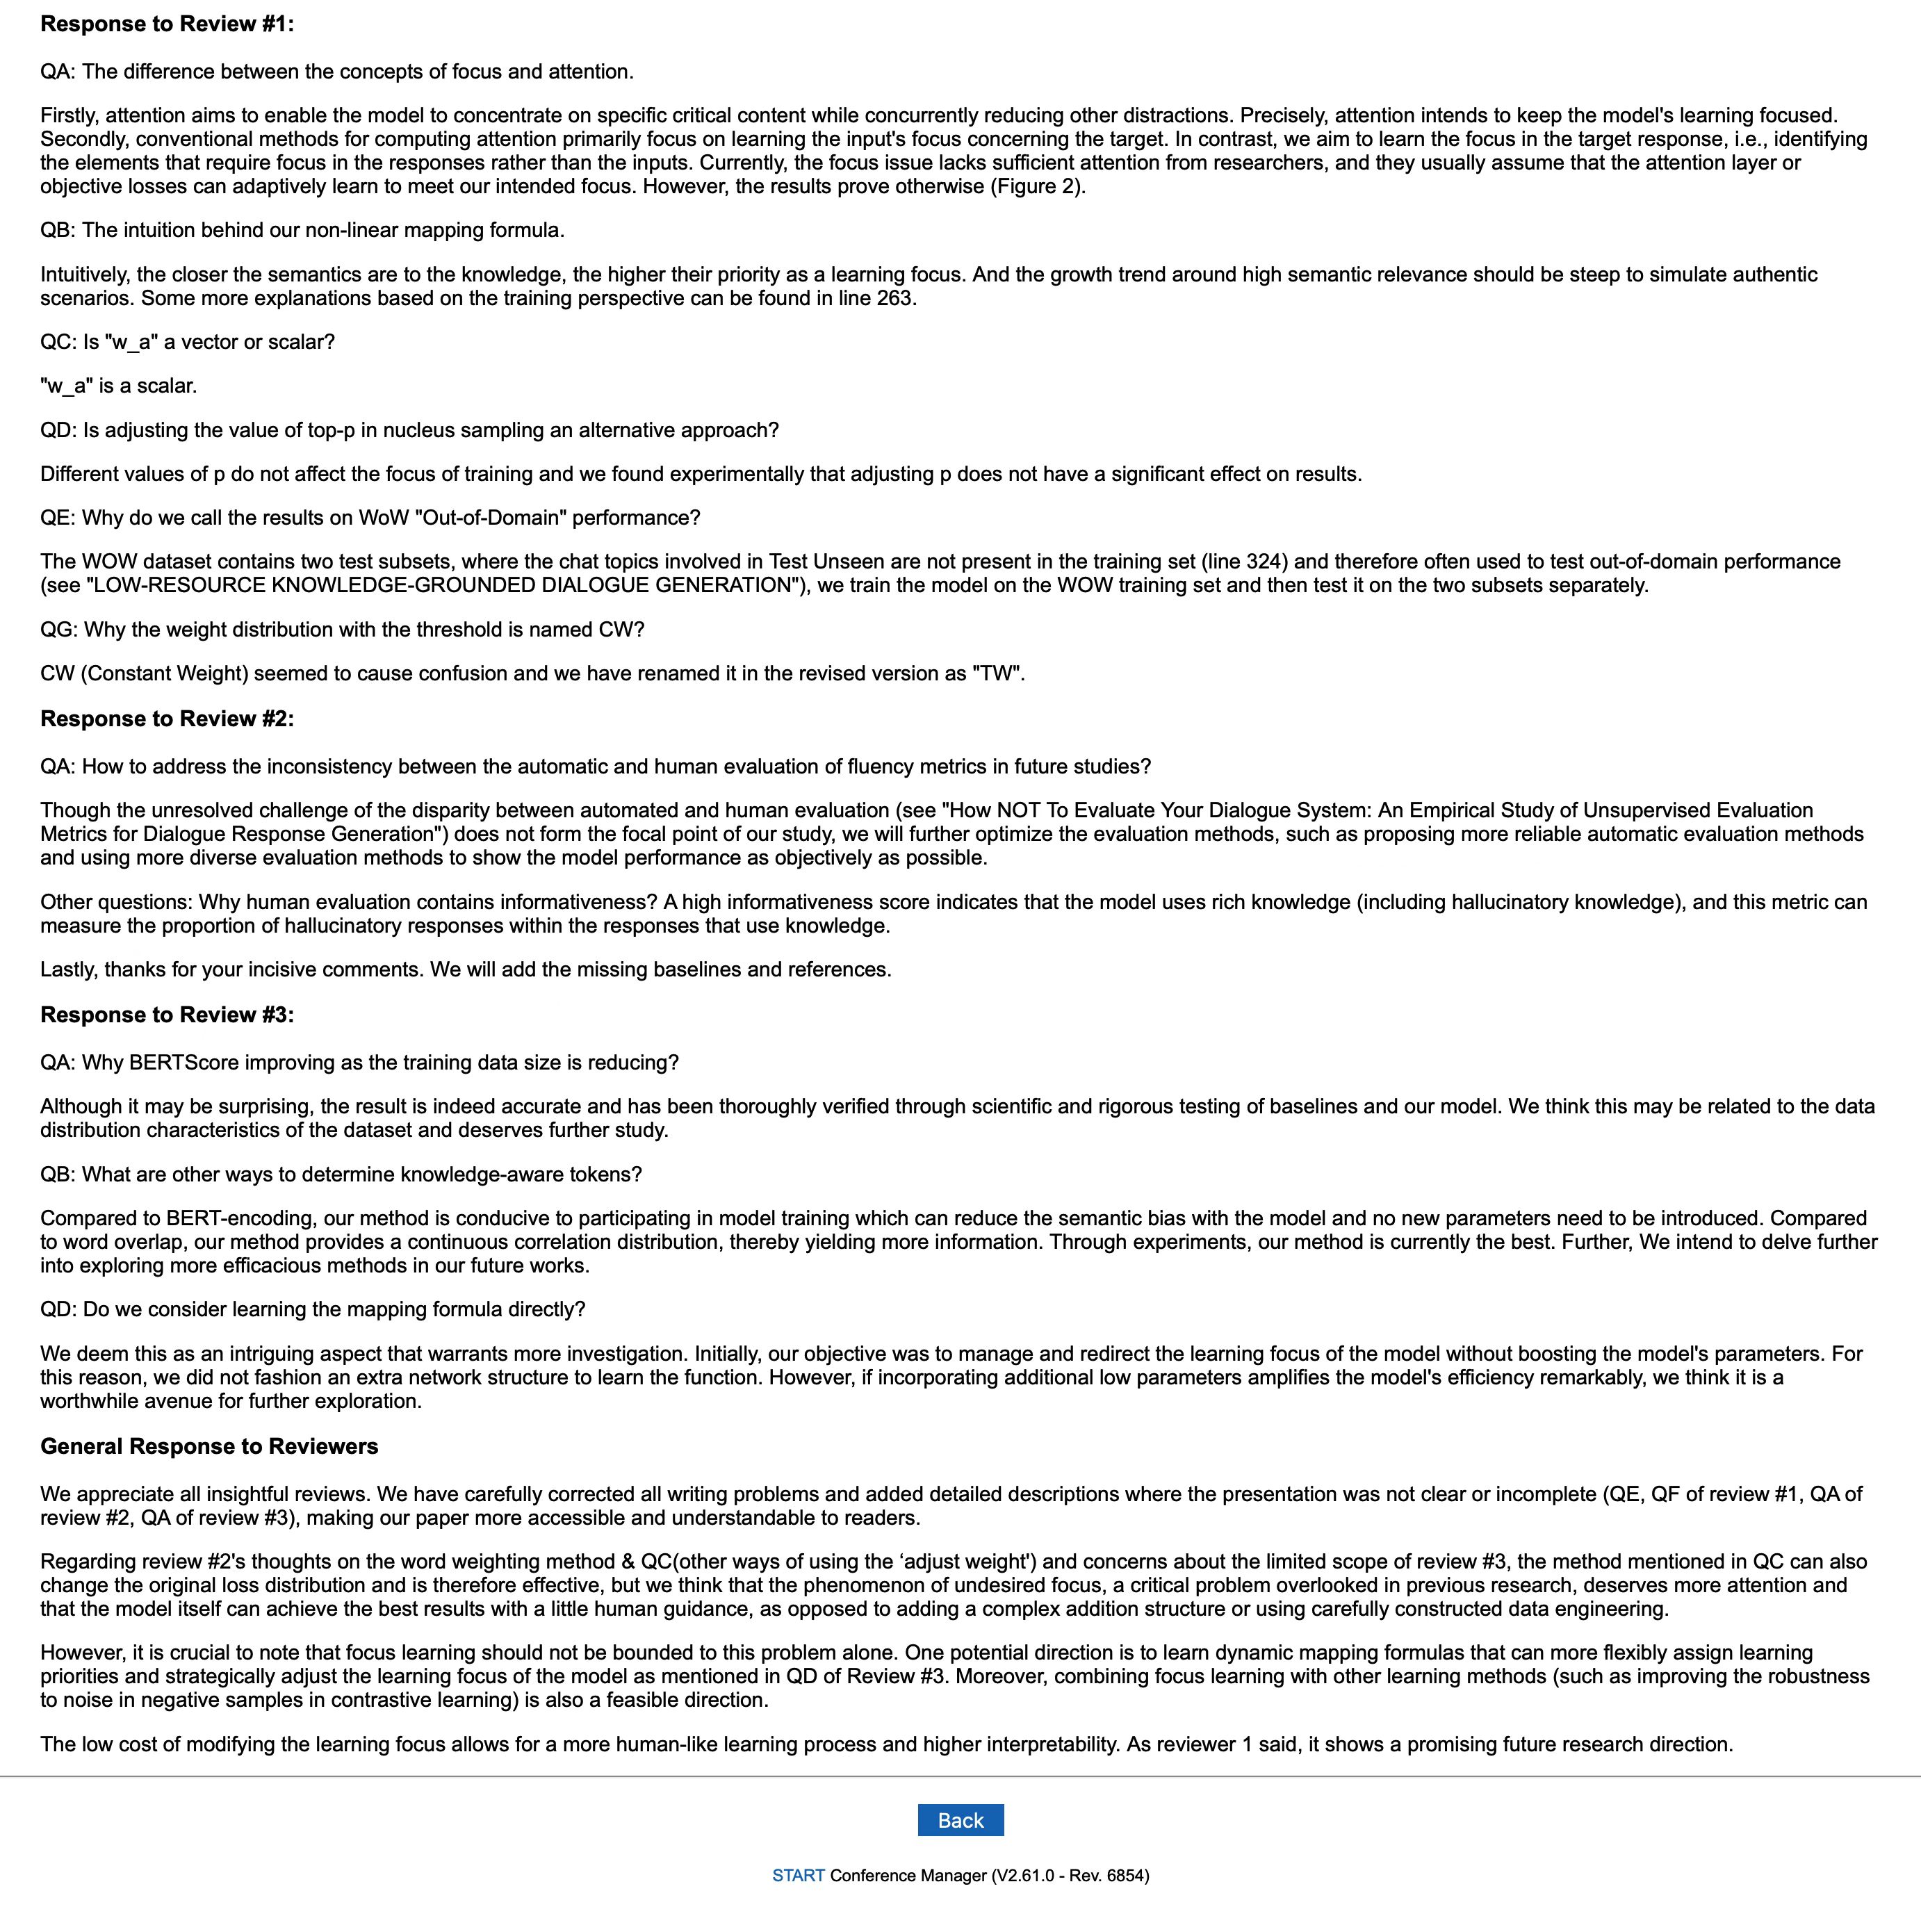 Response to Review #1:
QA: The difference between the concepts of focus and attention.
Firstly, attention aims to enable the model to concentrate on specific critical content while concurrently reducing other distractions. Precisely, attention intends to keep the model's learning focused.
Secondly, conventional methods for computing attention primarily focus on learning the input's focus concerning the target. In contrast, we aim to learn the focus in the target response, i.e., identifying
the elements that require focus in the responses rather than the inputs. Currently, the focus issue lacks sufficient attention from researchers, and they usually assume that the attention layer or
objective losses can adaptively learn to meet our intended focus. However, the results prove otherwise (Figure 2).
QB: The intuition behind our non-linear mapping formula.
Intuitively, the closer the semantics are to the knowledge, the higher their priority as a learning focus. And the growth trend around high semantic relevance should be steep to simulate authentic
scenarios. Some more explanations based on the training perspective can be found in line 263.
QC: Is "w_a" a vector or scalar?
"w_a" is a scalar.
QD: Is adjusting the value of top-p in nucleus sampling an alternative approach?
Different values of p do not affect the focus of training and we found experimentally that adjusting p does not have a significant effect on results.
QE: Why do we call the results on WoW "Out-of-Domain" performance?
The WOW dataset contains two test subsets, where the chat topics involved in Test Unseen are not present in the training set (line 324) and therefore often used to test out-of-domain performance
(see "LOW-RESOURCE KNOWLEDGE-GROUNDED DIALOGUE GENERATION"), we train the model on the WOW training set and then test it on the two subsets separately.
QG: Why the weight distribution with the threshold is named CW?
CW (Constant Weight) seemed to cause confusion and we have renamed it in the revised version as "TW".
Response to Review #2:
QA: How to address the inconsistency between the automatic and human evaluation of fluency metrics in future studies?
Though the unresolved challenge of the disparity between automated and human evaluation (see "How NOT To Evaluate Your Dialogue System: An Empirical Study of Unsupervised Evaluation
Metrics for Dialogue Response Generation") does not form the focal point of our study, we will further optimize the evaluation methods, such as proposing more reliable automatic evaluation methods
and using more diverse evaluation methods to show the model performance as objectively as possible.
Other questions: Why human evaluation contains informativeness? A high informativeness score indicates that the model uses rich knowledge (including hallucinatory knowledge), and this metric can
measure the proportion of hallucinatory responses within the responses that use knowledge.
Lastly, thanks for your incisive comments. We will add the missing baselines and references.
Response to Review #3:
QA: Why BERTScore improving as the training data size is reducing?
Although it may be surprising, the result is indeed accurate and has been thoroughly verified through scientific and rigorous testing of baselines and our model. We think this may be related to the data
distribution characteristics of the dataset and deserves further study.
QB: What are other ways to determine knowledge-aware tokens?
Compared to BERT-encoding, our method is conducive to participating in model training which can reduce the semantic bias with the model and no new parameters need to be introduced. Compared
to word overlap, our method provides a continuous correlation distribution, thereby yielding more information. Through experiments, our method is currently the best. Further, We intend to delve further
into exploring more efficacious methods in our future works.
QD: Do we consider learning the mapping formula directly?
We deem this as an intriguing aspect that warrants more investigation. Initially, our objective was to manage and redirect the learning focus of the model without boosting the model's parameters. For
this reason, we did not fashion an extra network structure to learn the function. However, if incorporating additional low parameters amplifies the model's efficiency remarkably, we think it is a
worthwhile avenue for further exploration.
General Response to Reviewers
We appreciate all insightful reviews. We have carefully corrected all writing problems and added detailed descriptions where the presentation was not clear or incomplete (QE, QF of review #1, QA of
review #2, QA of review #3), making our paper more accessible and understandable to readers.
Regarding review #2's thoughts on the word weighting method & QC(other ways of using the ‘adjust weight') and concerns about the limited scope of review #3, the method mentioned in QC can also
change the original loss distribution and is therefore effective, but we think that the phenomenon of undesired focus, a critical problem overlooked in previous research, deserves more attention and
that the model itself can achieve the best results with a little human guidance, as opposed to adding a complex addition structure or using carefully constructed data engineering.
However, it is crucial to note that focus learning should not be bounded to this problem alone. One potential direction is to learn dynamic mapping formulas that can more flexibly assign learning
priorities and strategically adjust the learning focus of the model as mentioned in QD of Review #3. Moreover, combining focus learning with other learning methods (such as improving the robustness
to noise in negative samples in contrastive learning) is also a feasible direction.
The low cost of modifying the learning focus allows for a more human-like learning process and higher interpretability. As reviewer 1 said, it shows a promising future research direction.
Back
START Conference Manager (V2.61.0 - Rev. 6854)